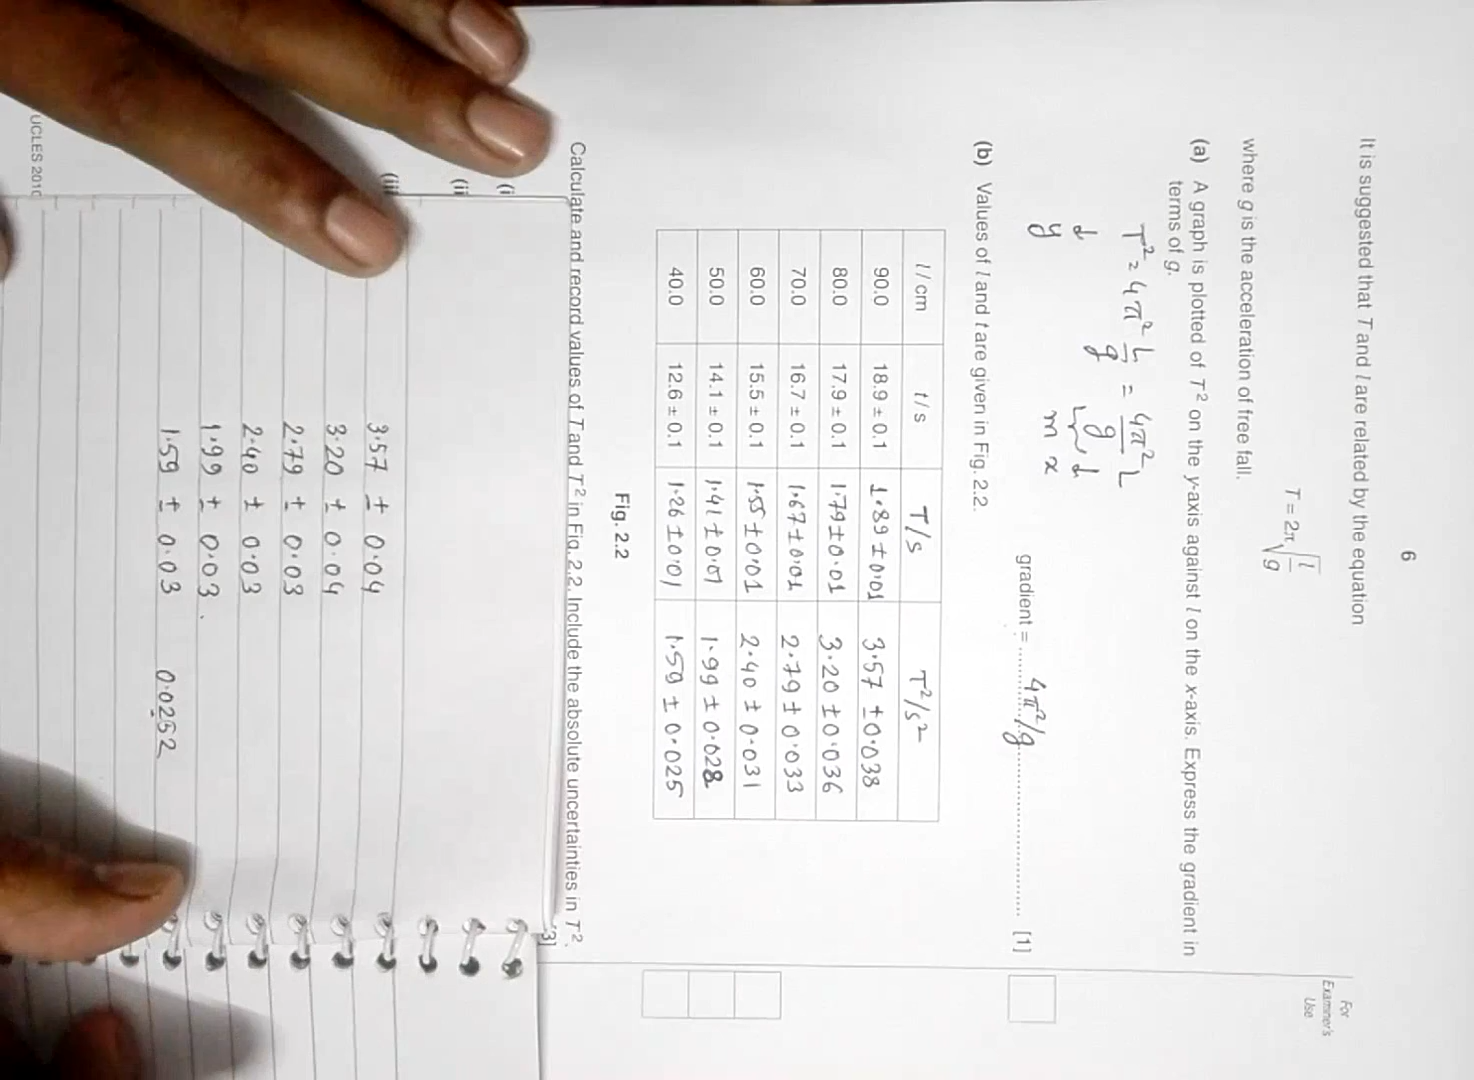 6
For
Examiner's
Use
It is suggested that T and l are related by the equation
T = 2π√(l/g)
where g is the acceleration of free fall.
(a) A graph is plotted of T² on the y-axis against l on the x-axis. Express the gradient in
terms of g.
T² = 4π² L/g = 4π²/g L
y m x
gradient = 4π²/g [1]
(b) Values of l and t are given in Fig. 2.2.
l / cm t / s T/s T²/s²
90.0 18.9 ± 0.1 1.89 ± 0.01 3.57 ± 0.038
80.0 17.9 ± 0.1 1.79 ± 0.01 3.20 ± 0.036
70.0 16.7 ± 0.1 1.67 ± 0.01 2.79 ± 0.033
60.0 15.5 ± 0.1 1.55 ± 0.01 2.40 ± 0.031
50.0 14.1 ± 0.1 1.41 ± 0.01 1.99 ± 0.028
40.0 12.6 ± 0.1 1.26 ± 0.01 1.59 ± 0.025
Fig. 2.2
Calculate and record values of T and T² in Fig. 2.2. Include the absolute uncertainties in T².
3]
(i
(ii
(iii
3.57 ± 0.04
3.20 ± 0.04
2.79 ± 0.03
2.40 ± 0.03
1.99 ± 0.03.
1.59 ± 0.03 0.0252
UCLES 2010